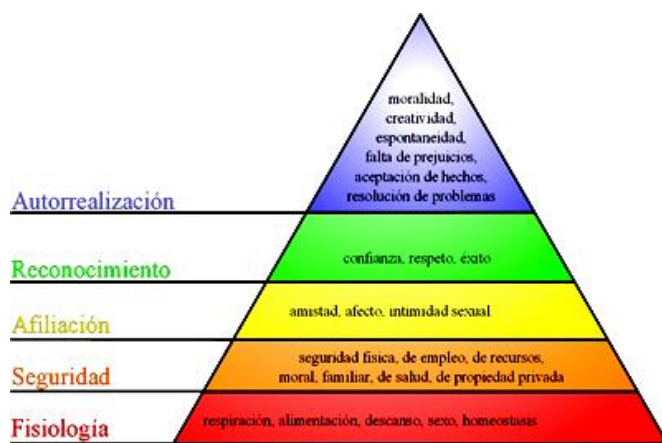 moralidad,
creatividad,
espontaneidad,
falta de prejuicios,
aceptación de hechos,
resolución de problemas
Autorrealización
confianza, respeto, éxito
Reconocimiento
amistad, afecto, intimidad sexual
Afiliación
seguridad física, de empleo, de recursos,
moral, familiar, de salud, de propiedad privada
Seguridad
respiración, alimentación, descanso, sexo, homeostasis
Fisiología